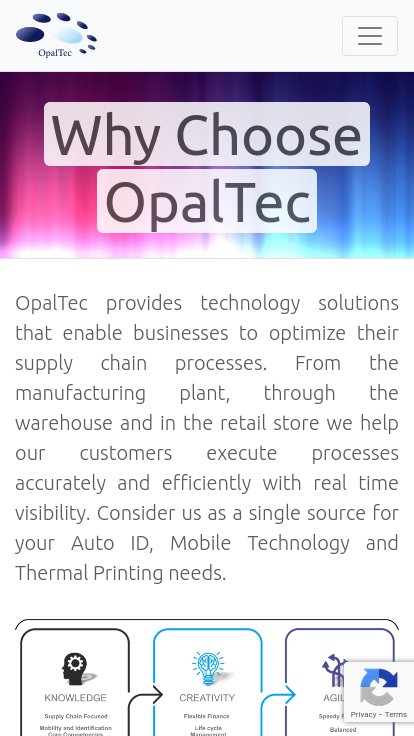 OpalTec
Why Choose
OpalTec
OpalTec provides technology solutions
that enable businesses to optimize their
supply chain processes. From the
manufacturing plant, through the
warehouse and in the retail store we help
our customers execute processes
accurately and efficiently with real time
visibility. Consider us as a single source for
your Auto ID, Mobile Technology and
Thermal Printing needs.
KNOWLEDGE
Supply Chain Focused
Mobility and Identification
Core Competencies
CREATIVITY
Flexible Finance
Life cycle
Management
AGIL
Speedy
Balanced
Privacy - Terms